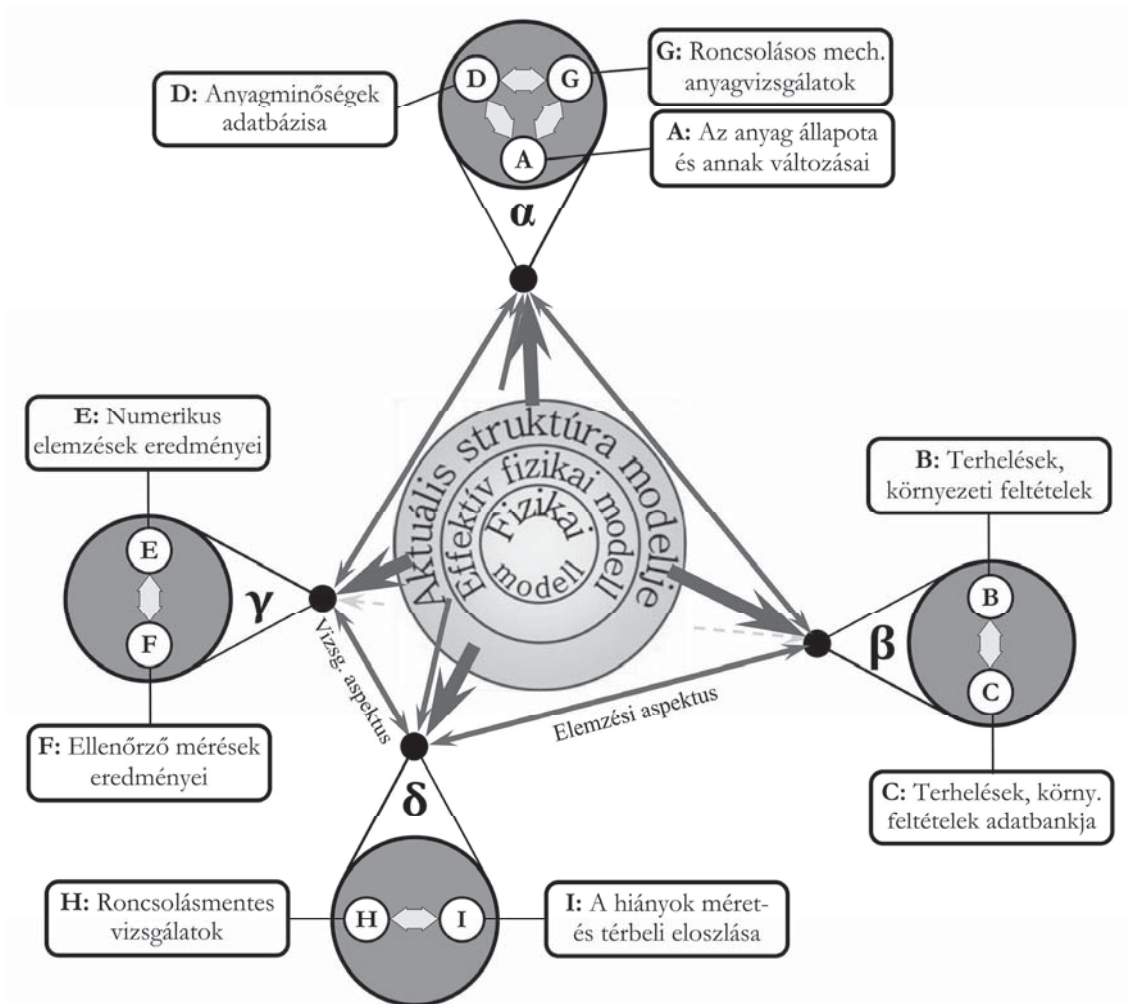 G: Roncsolásos mech.
anyagvizsgálatok
D: Anyagminőségek
adatbázisa
D
G
A
A: Az anyag állapota
és annak változásai
α
E: Numerikus
elemzések eredményei
Aktuális struktúra modellje
Effektív fizikai modell
Fizikai
modell
B: Terhelések,
környezeti feltételek
E
F
γ
B
C
β
Vizsg. aspektus
Elemzési aspektus
F: Ellenőrző mérések
eredményei
C: Terhelések, körny.
feltételek adatbankja
δ
H: Roncsolásmentes
vizsgálatok
H
I
I: A hiányok méret-
és térbeli eloszlása